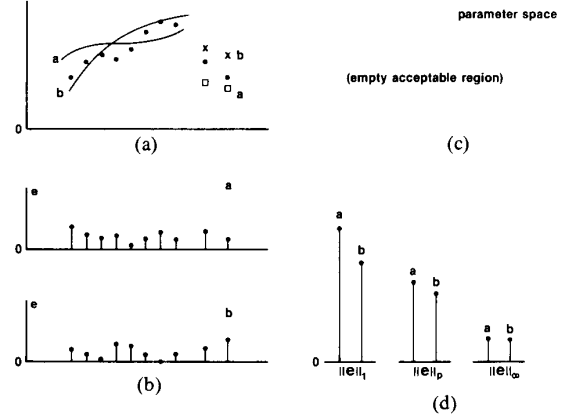 parameter space
x
x b
a
(empty acceptable region)
b
a
0
(a)
(c)
e
a
0
a
b
e
b
a
b
a b
0
0
||e||₁
||e||p
||e||∞
(b)
(d)